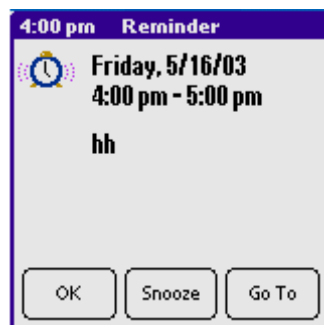 4:00 pm Reminder
Friday, 5/16/03
4:00 pm - 5:00 pm
hh
OK Snooze Go To